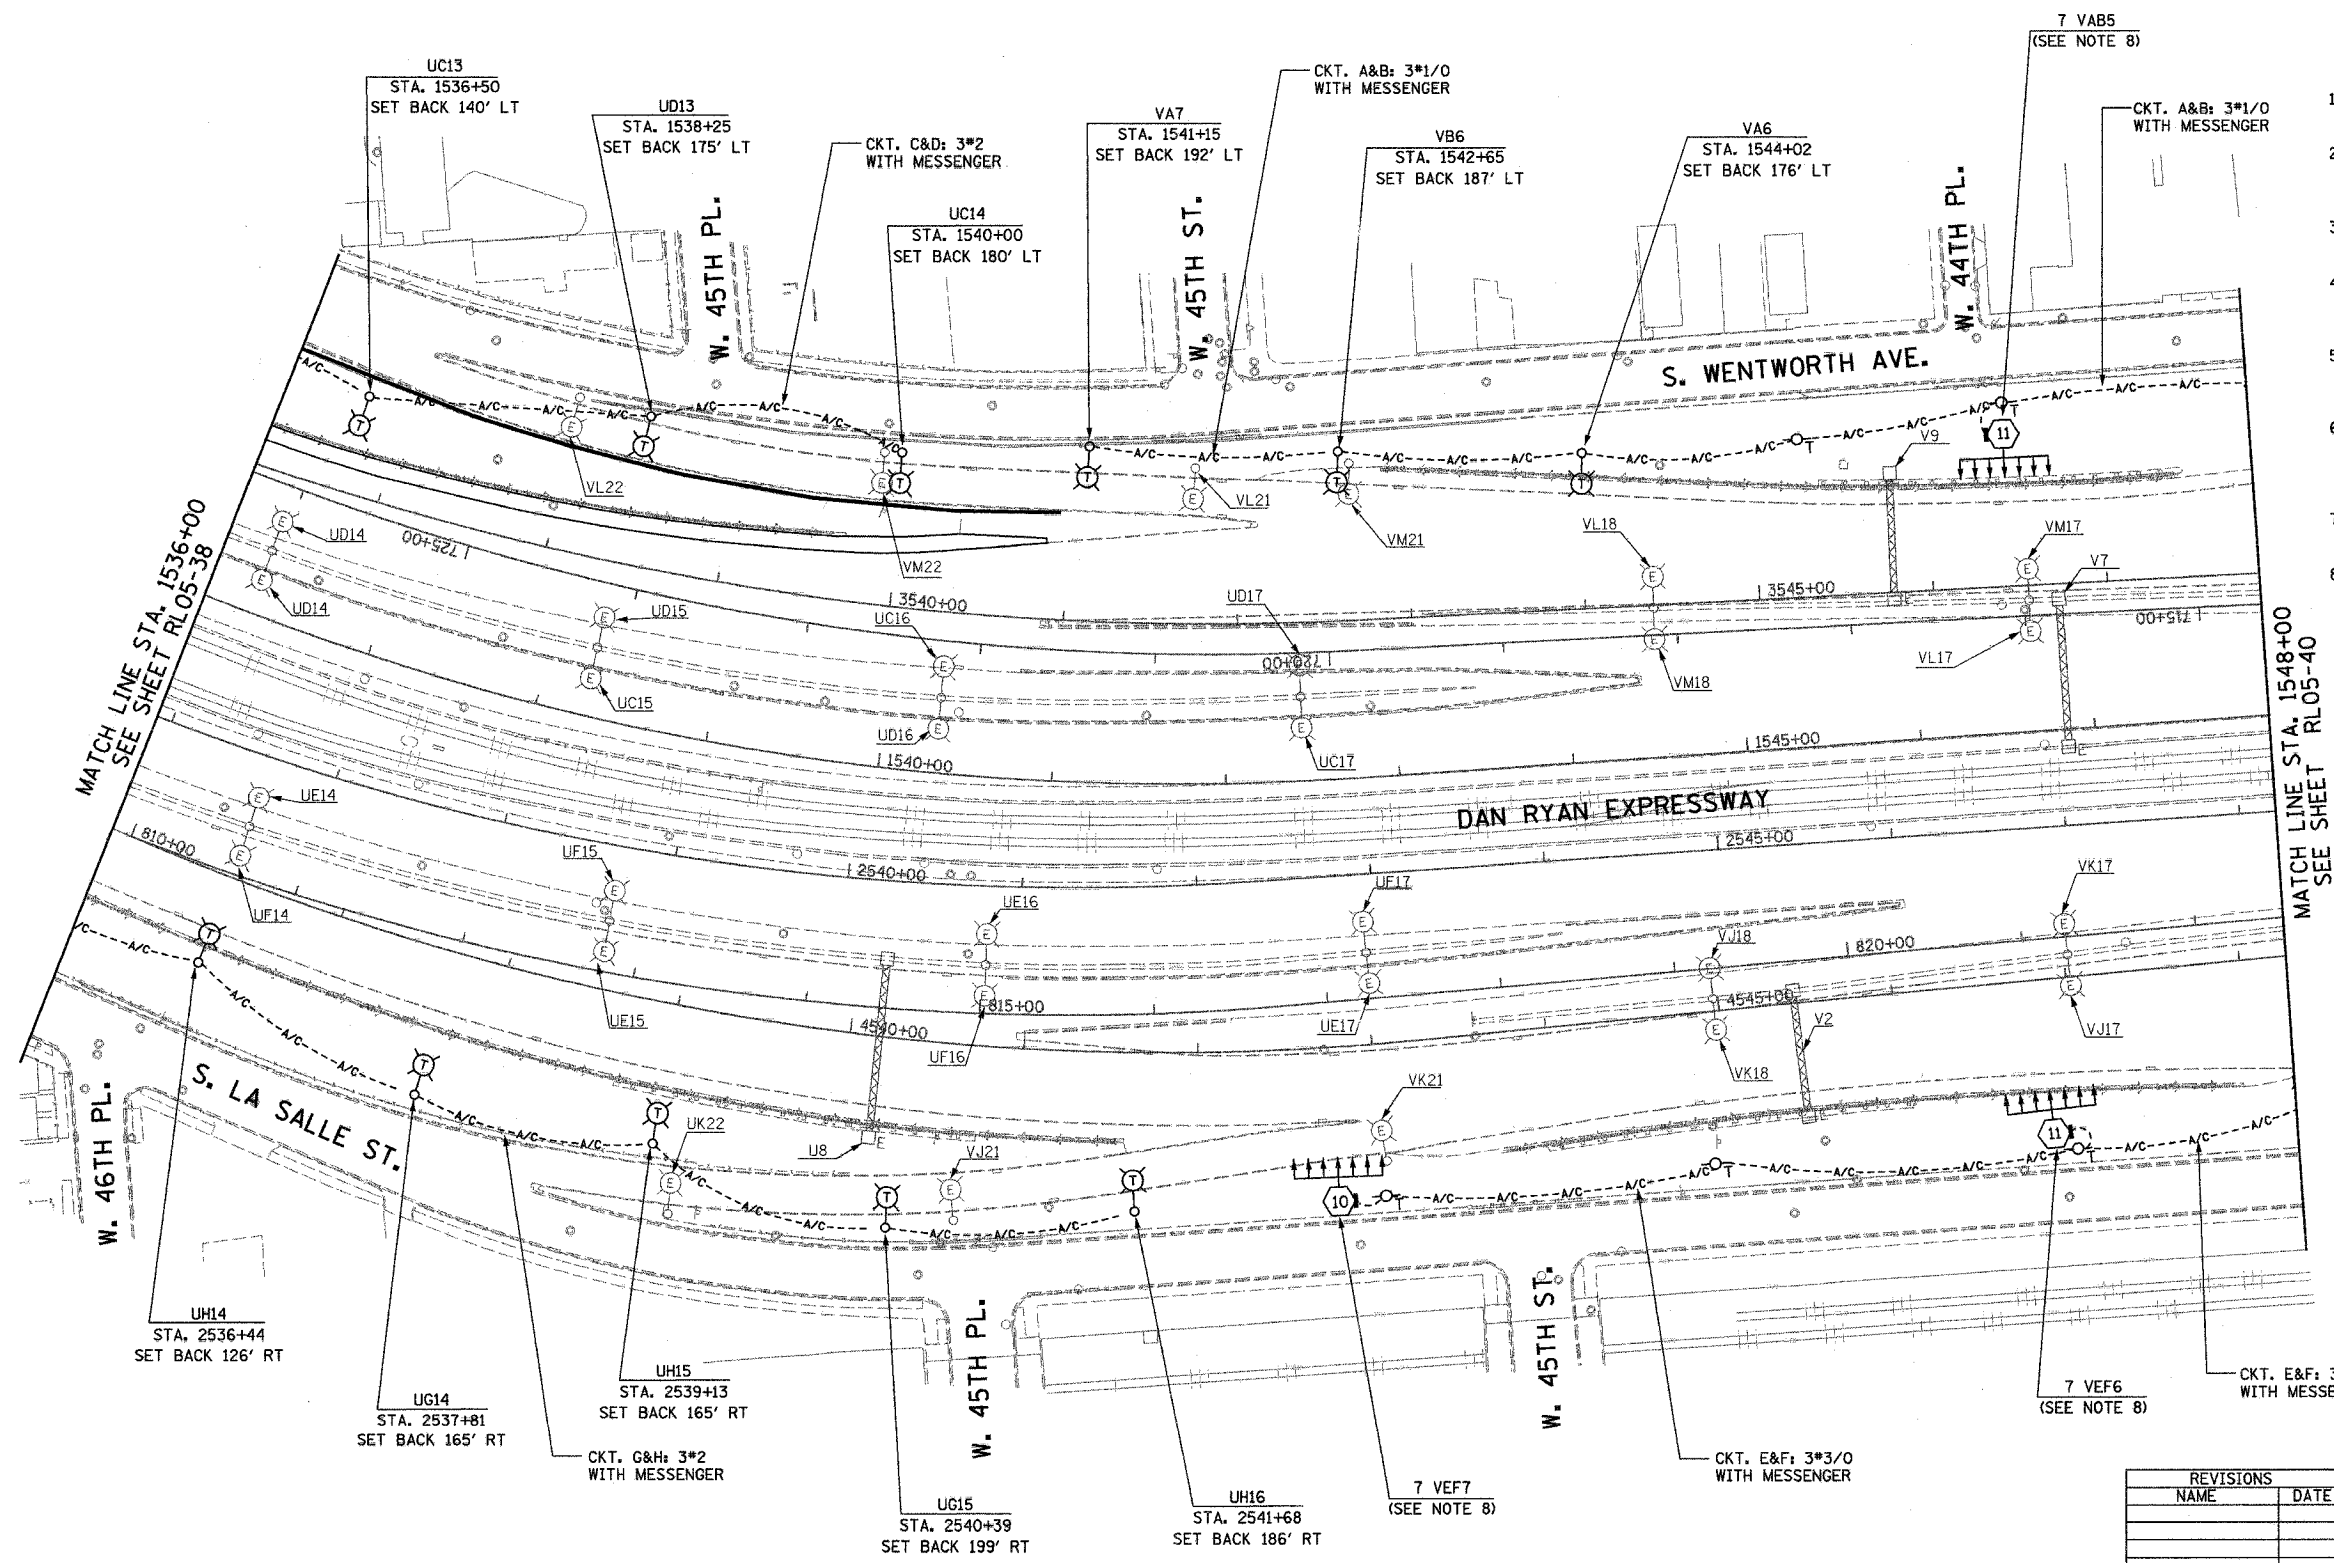 7 VAB5
(SEE NOTE 8)
UC13
STA. 1536+50
SET BACK 140' LT
UD13
STA. 1538+25
SET BACK 175' LT
CKT. C&D: 3#2
WITH MESSENGER
UC14
STA. 1540+00
SET BACK 180' LT
VA7
STA. 1541+15
SET BACK 192' LT
CKT. A&B: 3#1/0
WITH MESSENGER
VB6
STA. 1542+65
SET BACK 187' LT
VA6
STA. 1544+02
SET BACK 176' LT
CKT. A&B: 3#1/0
WITH MESSENGER
W. 45TH PL.
W. 45TH ST.
W. 44TH PL.
S. WENTWORTH AVE.
A/C A/C A/C A/C A/C A/C A/C A/C
A/C A/C A/C A/C A/C A/C A/C A/C A/C A/C A/C A/C
T T T T T T T
11
V9
E VL22
E
VM22
E VL21
E
VM21
MATCH LINE STA. 1536+00
SEE SHEET RL05-38
E
UD14
E
UD14
725+00
E
UD15
E
UC15
3540+00
UC16
E
UD16
E
UD17
720+00
E
UC17
VL18
E
E
VM18
3545+00
VM17
E
VL17
E
V7
E
E
715+00
1540+00
1545+00
DAN RYAN EXPRESSWAY
2540+00
2545+00
MATCH LINE STA. 1548+00
SEE SHEET RL05-40
810+00
E
UE14
E
UF14
UF15
E
E
UE15
UE16
E
E
UF16
815+00
4540+00
UF17
E
E
UE17
VJ18
E
E
VK18
820+00
4545+00
V2
E
VK17
E
E
VJ17
A/C A/C A/C A/C A/C A/C A/C A/C A/C A/C A/C A/C A/C
T T T T T
S. LA SALLE ST.
W. 46TH PL.
UK22
E
U8
E
VJ21
E
VK21
E
10
T
A/C A/C A/C A/C A/C A/C A/C A/C A/C A/C A/C
T
11
T
W. 45TH PL.
W. 45TH ST.
UH14
STA. 2536+44
SET BACK 126' RT
UG14
STA. 2537+81
SET BACK 165' RT
CKT. G&H: 3#2
WITH MESSENGER
UH15
STA. 2539+13
SET BACK 165' RT
UG15
STA. 2540+39
SET BACK 199' RT
UH16
STA. 2541+68
SET BACK 186' RT
7 VEF7
(SEE NOTE 8)
CKT. E&F: 3#3/0
WITH MESSENGER
7 VEF6
(SEE NOTE 8)
CKT. E&F: 3
WITH MESSE
REVISIONS
NAME DATE